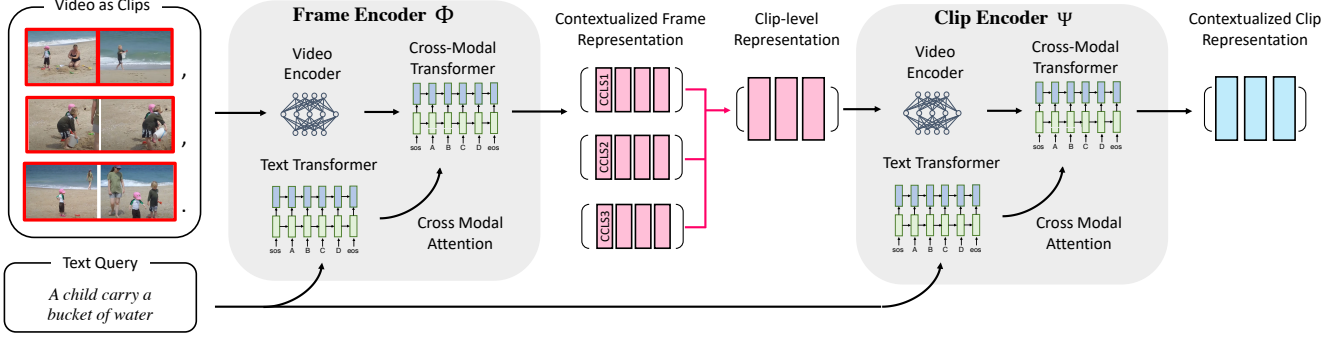 Video as Clips
,
,
.
Text Query
A child carry a
bucket of water
Frame Encoder Φ
Video
Encoder
Cross-Modal
Transformer
sos A B C D eos
Text Transformer
sos A B C D eos
Cross Modal
Attention
Contextualized Frame
Representation
CCLS1
CCLS2
CCLS3
Clip-level
Representation
Clip Encoder Ψ
Video
Encoder
Cross-Modal
Transformer
sos A B C D eos
Text Transformer
sos A B C D eos
Cross Modal
Attention
Contextualized Clip
Representation